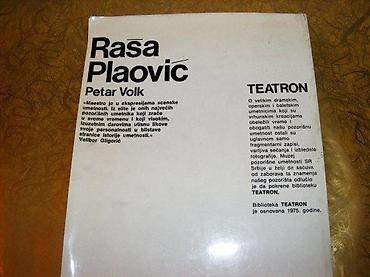 Raša
Plaović
Petar Volk
»Maestro je u ekspresijama scenske
umetnosti. Iz elite je onih najvećih
pozorišnih umetnika koji zrače
u svome vremenu i koji visokim,
izuzetnim darovima utisnu likove
svoje personalnosti u blistave
stranice istorije umetnosti.«
Velibor Gligorić
TEATRON
O velikim dramskim,
operskim i baletskim
umetnicima koji su
vrhunskim kreacijama
obeležili vreme i
obogatili našu pozorišnu
umetnost ostali su
uglavnom samo
fragmentarni zapisi,
varljiva sećanja i izbledele
fotografije. Muzej
pozorišne umetnosti SR
Srbije u želji da sačuva
od zaborava ta znamenja
našeg pozorišta odlučio
je da pokrene biblioteku
TEATRON.
Biblioteka TEATRON
je osnovana 1975. godine.